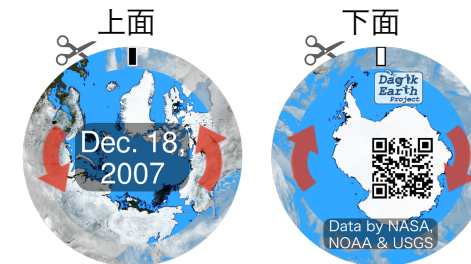 上面
下面
Dec. 18,
2007
Dagik
Earth
Project
Data by NASA,
NOAA & USGS